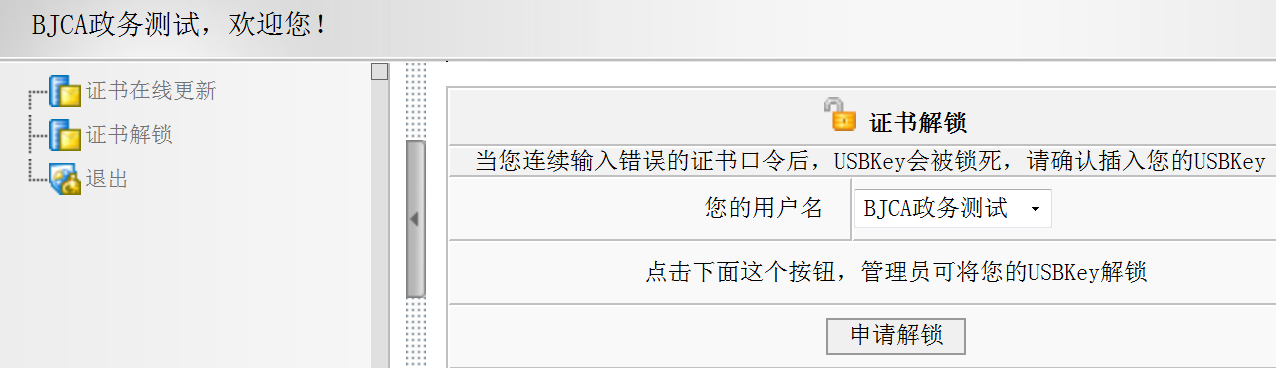 BJCA政务测试，欢迎您！
证书在线更新
证书解锁
退出
证书解锁
当您连续输入错误的证书口令后，USBKey会被锁死，请确认插入您的USBKey
您的用户名 BJCA政务测试
点击下面这个按钮，管理员可将您的USBKey解锁
申请解锁